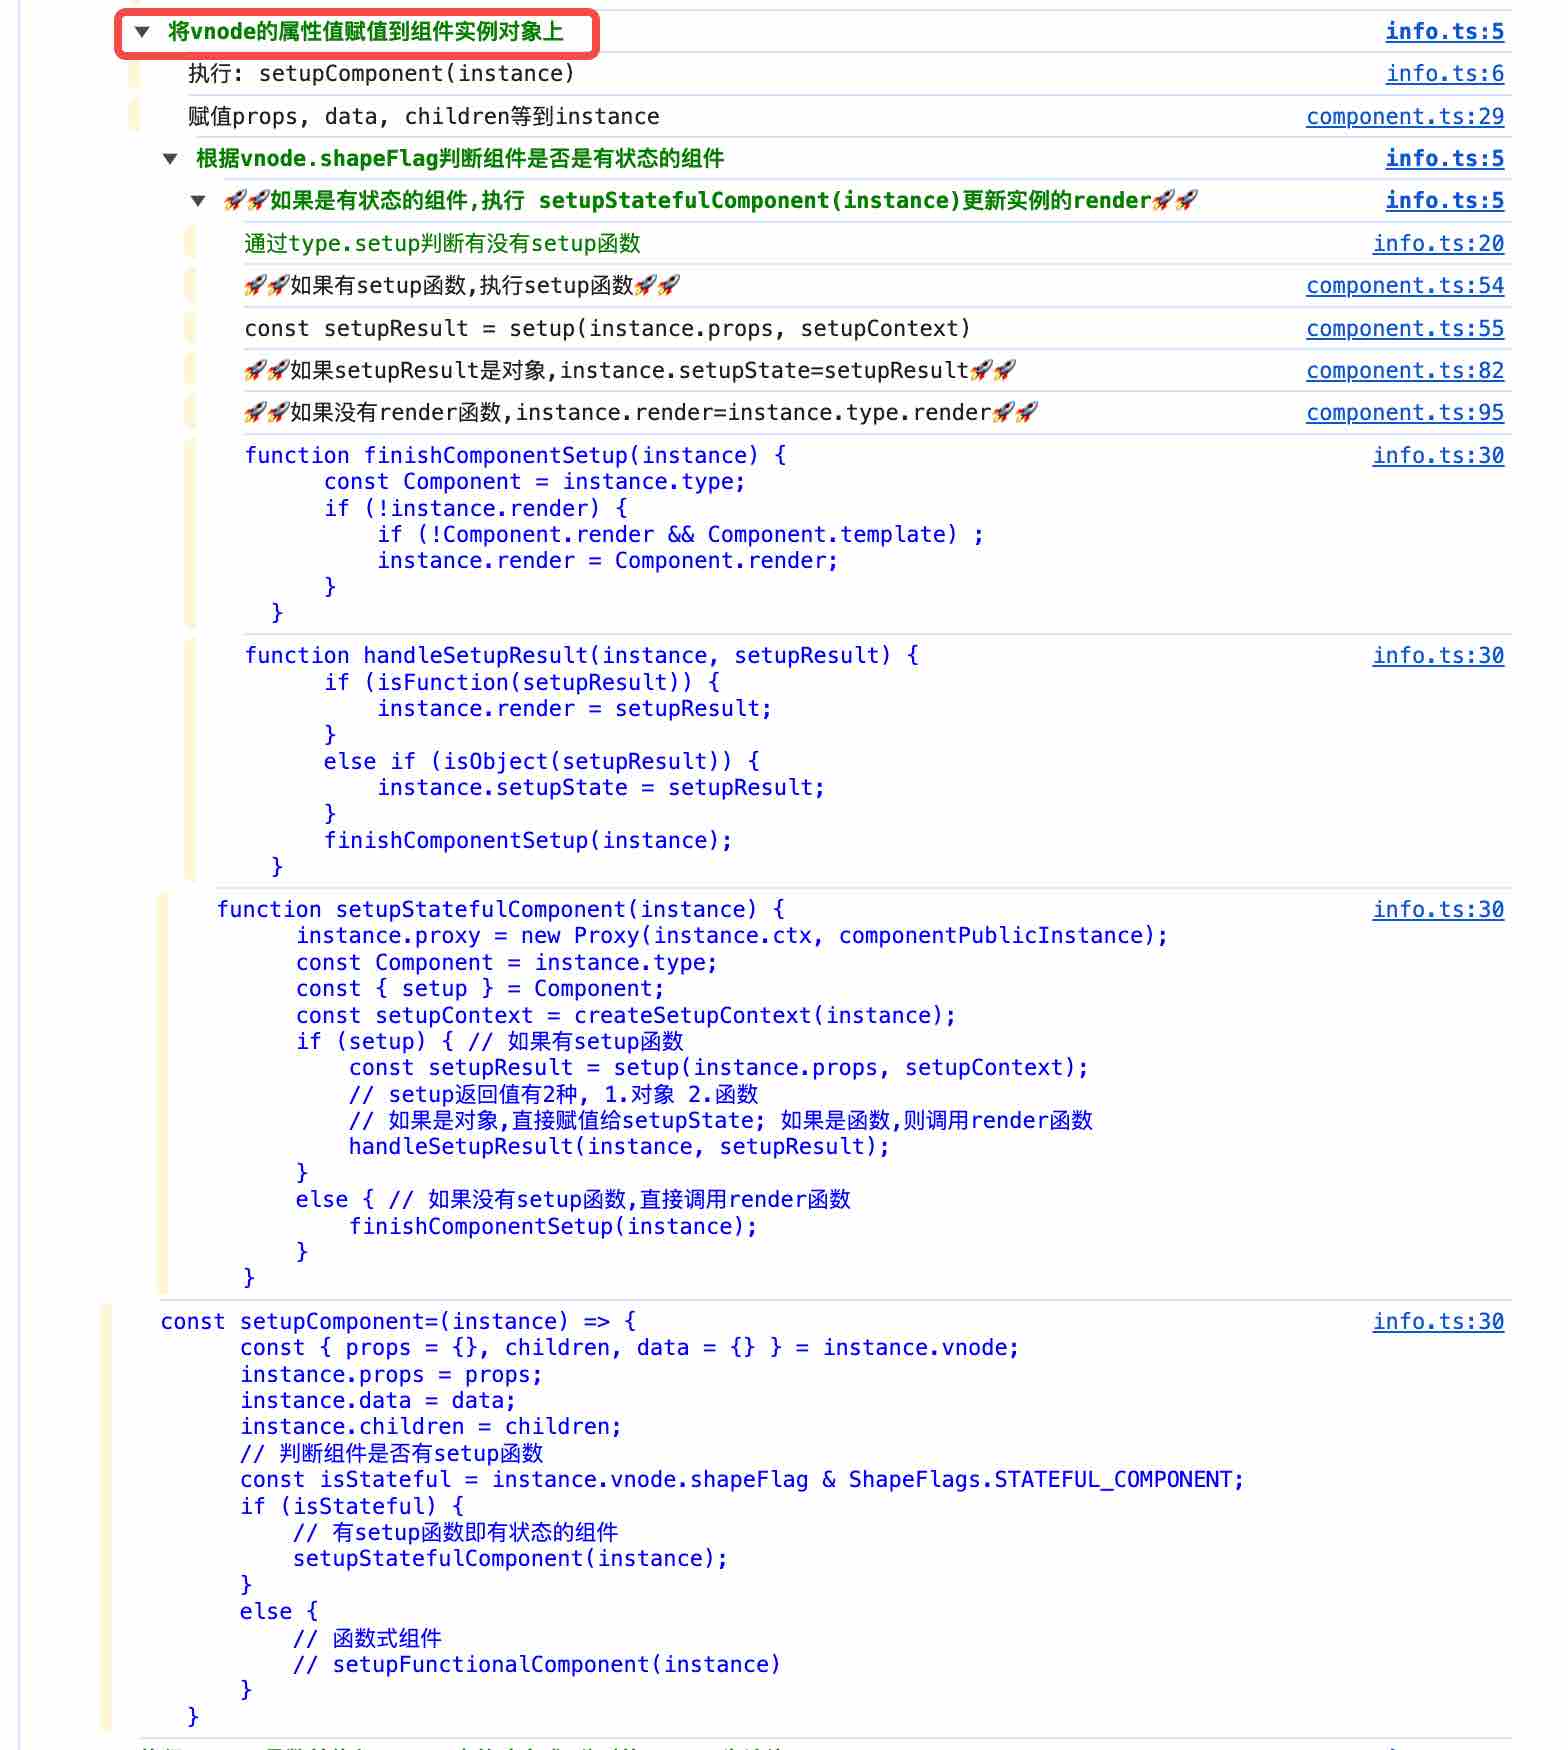 ▼ 将vnode的属性值赋值到组件实例对象上 info.ts:5
执行: setupComponent(instance) info.ts:6
赋值props, data, children等到instance component.ts:29
▼ 根据vnode.shapeFlag判断组件是否是有状态的组件 info.ts:5
▼ 🚀🚀如果是有状态的组件,执行 setupStatefulComponent(instance)更新实例的render🚀🚀 info.ts:5
通过type.setup判断有没有setup函数 info.ts:20
🚀🚀如果有setup函数,执行setup函数🚀🚀 component.ts:54
const setupResult = setup(instance.props, setupContext) component.ts:55
🚀🚀如果setupResult是对象,instance.setupState=setupResult🚀🚀 component.ts:82
🚀🚀如果没有render函数,instance.render=instance.type.render🚀🚀 component.ts:95
function finishComponentSetup(instance) { info.ts:30
const Component = instance.type;
if (!instance.render) {
if (!Component.render && Component.template) ;
instance.render = Component.render;
}
}
function handleSetupResult(instance, setupResult) { info.ts:30
if (isFunction(setupResult)) {
instance.render = setupResult;
}
else if (isObject(setupResult)) {
instance.setupState = setupResult;
}
finishComponentSetup(instance);
}
function setupStatefulComponent(instance) { info.ts:30
instance.proxy = new Proxy(instance.ctx, componentPublicInstance);
const Component = instance.type;
const { setup } = Component;
const setupContext = createSetupContext(instance);
if (setup) { // 如果有setup函数
const setupResult = setup(instance.props, setupContext);
// setup返回值有2种, 1.对象 2.函数
// 如果是对象,直接赋值给setupState; 如果是函数,则调用render函数
handleSetupResult(instance, setupResult);
}
else { // 如果没有setup函数,直接调用render函数
finishComponentSetup(instance);
}
}
const setupComponent=(instance) => { info.ts:30
const { props = {}, children, data = {} } = instance.vnode;
instance.props = props;
instance.data = data;
instance.children = children;
// 判断组件是否有setup函数
const isStateful = instance.vnode.shapeFlag & ShapeFlags.STATEFUL_COMPONENT;
if (isStateful) {
// 有setup函数即有状态的组件
setupStatefulComponent(instance);
}
else {
// 函数式组件
// setupFunctionalComponent(instance)
}
}